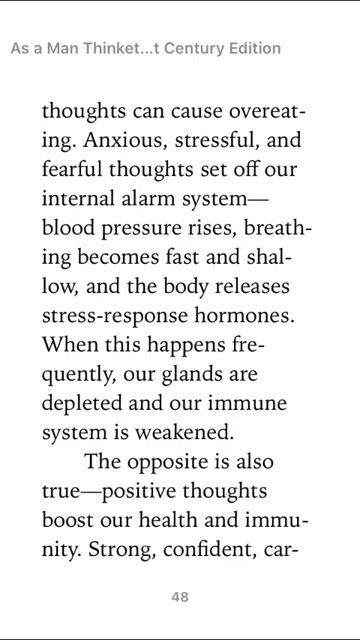 As a Man Thinket...t Century Edition
thoughts can cause overeat-
ing. Anxious, stressful, and
fearful thoughts set off our
internal alarm system—
blood pressure rises, breath-
ing becomes fast and shal-
low, and the body releases
stress-response hormones.
When this happens fre-
quently, our glands are
depleted and our immune
system is weakened.
The opposite is also
true—positive thoughts
boost our health and immu-
nity. Strong, confident, car-
48